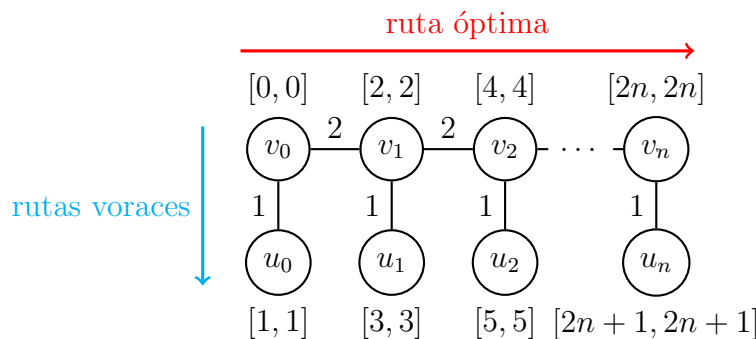 ruta óptima
[0, 0] [2, 2] [4, 4] [2n, 2n]
2 2
v₀ v₁ v₂ ··· vₙ
rutas voraces
1 1 1 1
u₀ u₁ u₂ uₙ
[1, 1] [3, 3] [5, 5] [2n + 1, 2n + 1]